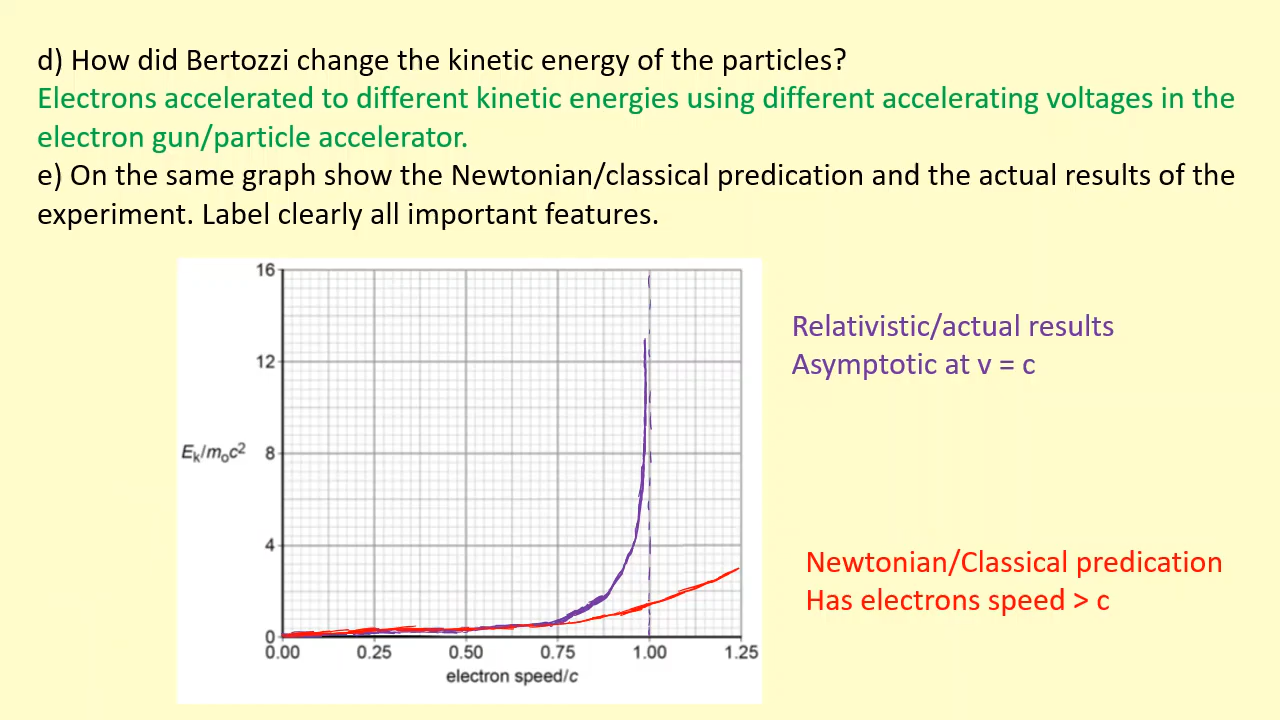 d) How did Bertozzi change the kinetic energy of the particles?
Electrons accelerated to different kinetic energies using different accelerating voltages in the
electron gun/particle accelerator.
e) On the same graph show the Newtonian/classical predication and the actual results of the
experiment. Label clearly all important features.
16
12
Eₖ/m₀c² 8
4
0
0.00 0.25 0.50 0.75 1.00 1.25
electron speed/c
Relativistic/actual results
Asymptotic at v = c
Newtonian/Classical predication
Has electrons speed > c